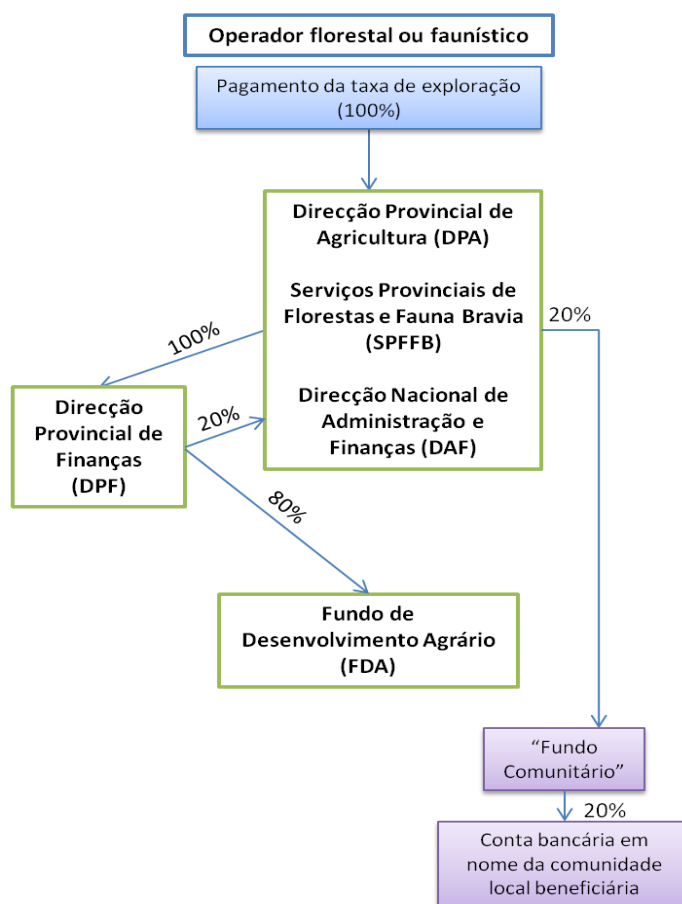 Operador florestal ou faunístico
Pagamento da taxa de exploração
(100%)
Direcção Provincial de
Agricultura (DPA)
Serviços Provinciais de
Florestas e Fauna Bravia
(SPFFB)
Direcção Nacional de
Administração e
Finanças (DAF)
20%
100%
Direcção
Provincial de
Finanças
(DPF)
20%
80%
Fundo de
Desenvolvimento Agrário
(FDA)
“Fundo
Comunitário”
20%
Conta bancária em
nome da comunidade
local beneficiária